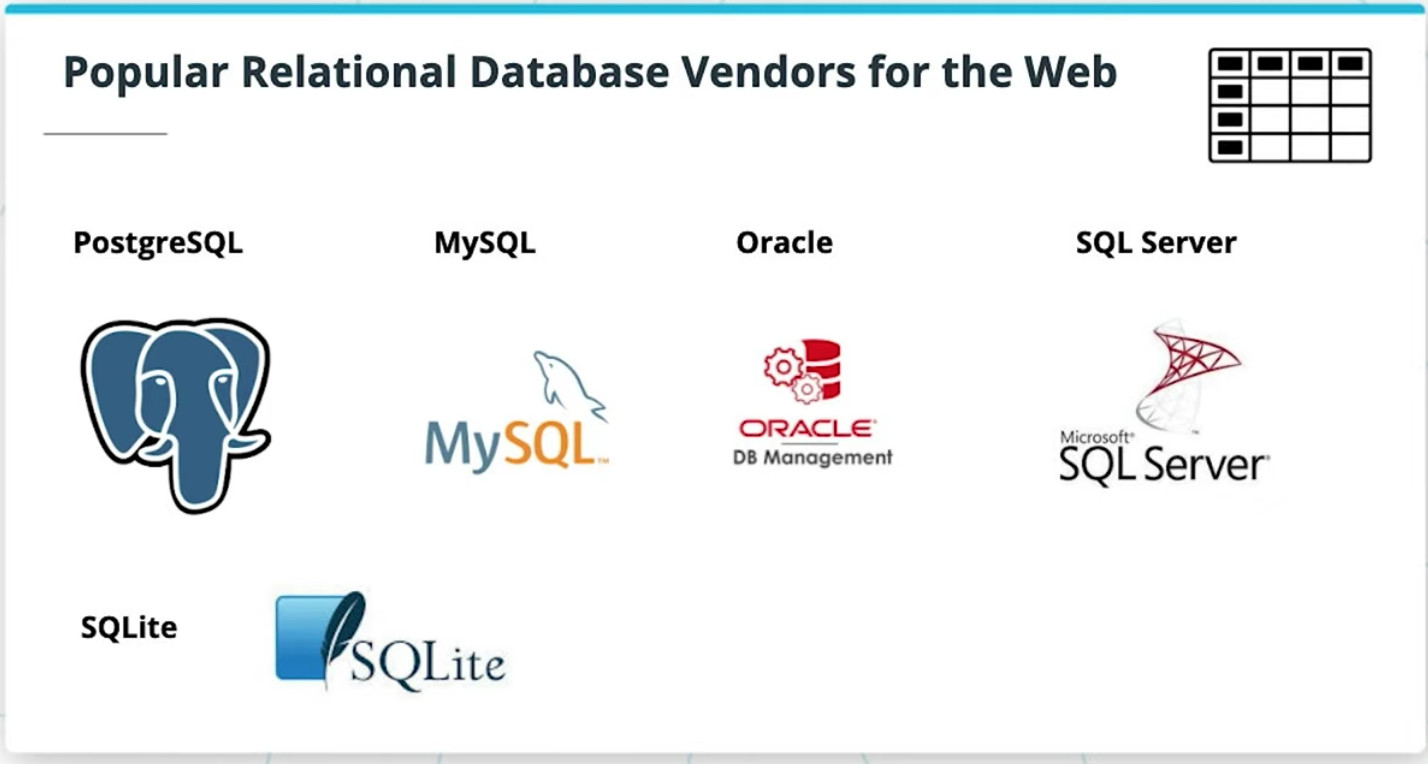 Popular Relational Database Vendors for the Web
PostgreSQL
MySQL
Oracle
SQL Server
MySQL™
ORACLE®
DB Management
Microsoft®
SQL Server®
SQLite
SQLite